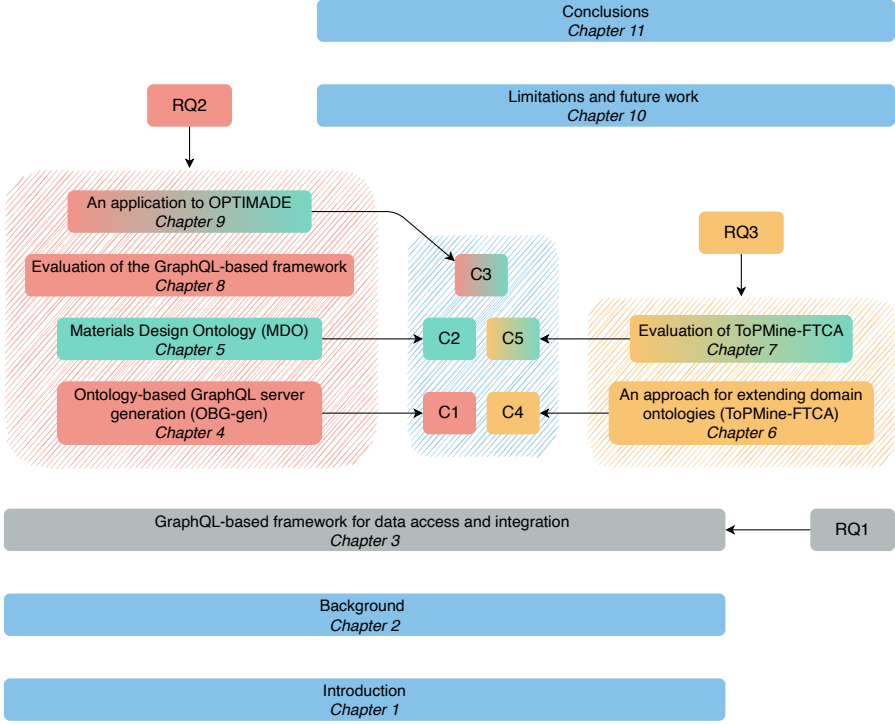 Conclusions
Chapter 11
Limitations and future work
Chapter 10
RQ2
An application to OPTIMADE
Chapter 9
Evaluation of the GraphQL-based framework
Chapter 8
Materials Design Ontology (MDO)
Chapter 5
Ontology-based GraphQL server
generation (OBG-gen)
Chapter 4
C3
C2
C5
C1
C4
RQ3
Evaluation of ToPMine-FTCA
Chapter 7
An approach for extending domain
ontologies (ToPMine-FTCA)
Chapter 6
GraphQL-based framework for data access and integration
Chapter 3
RQ1
Background
Chapter 2
Introduction
Chapter 1